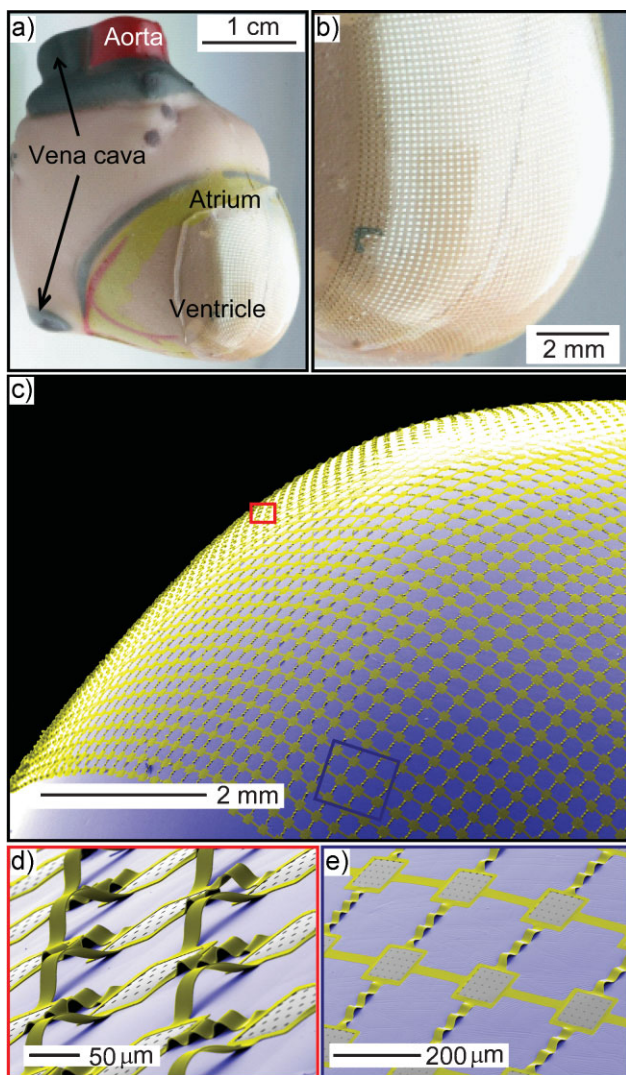 a)
Aorta
1 cm
Vena cava
Atrium
Ventricle
b)
2 mm
c)
2 mm
d)
50 μm
e)
200 μm